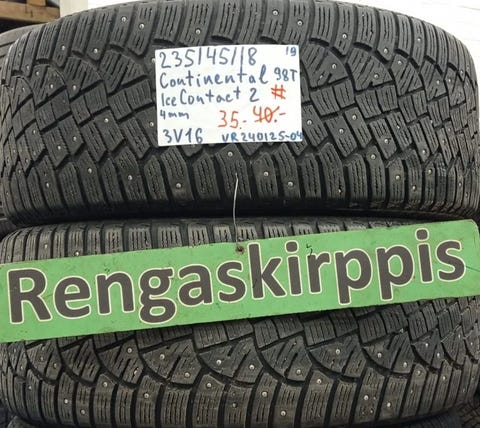 235/45/18 19
Continental 98T
IceContact 2 #
4mm 35.- 40.-
3V16 VR240125-04
Rengaskirppis